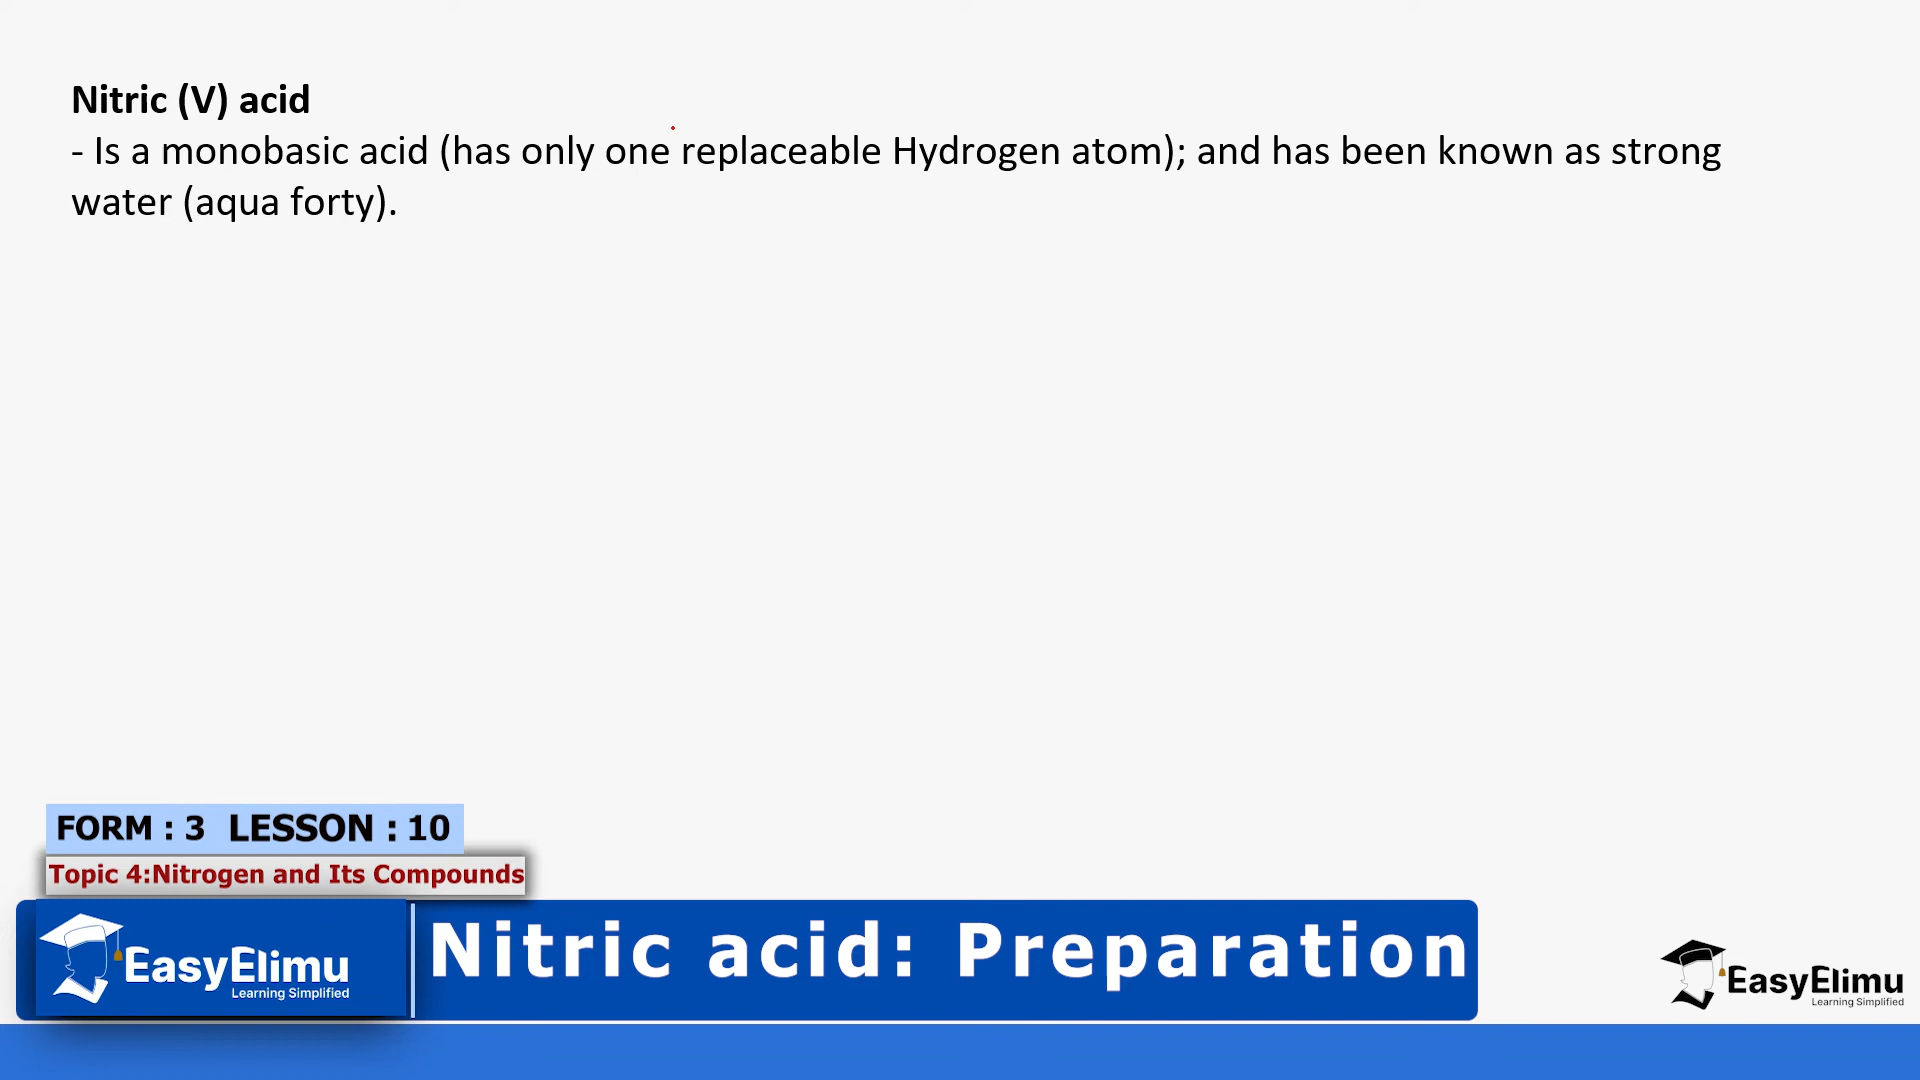 Nitric (V) acid
- Is a monobasic acid (has only one replaceable Hydrogen atom); and has been known as strong
water (aqua forty).
FORM : 3 LESSON : 10
Topic 4:Nitrogen and Its Compounds
EasyElimu
Learning Simplified
Nitric acid: Preparation
EasyElimu
Learning Simplified